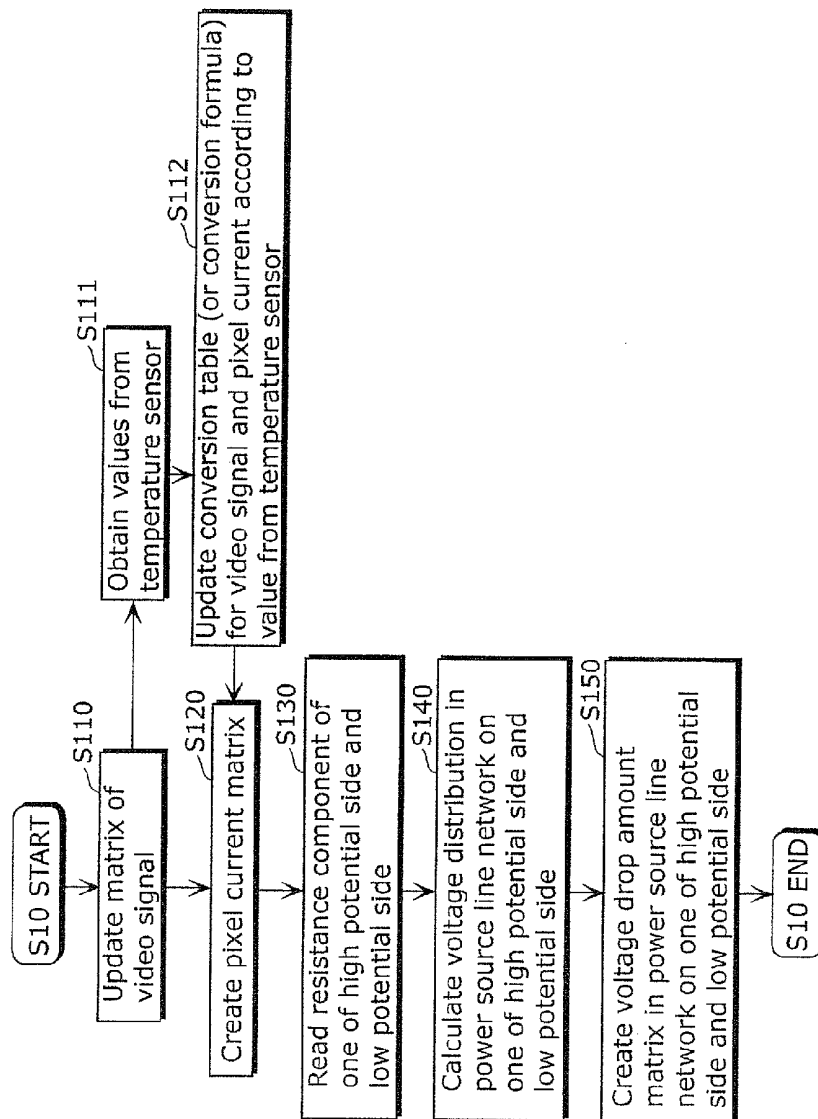 S10 START
S110
Update matrix of
video signal
S111
Obtain values from
temperature sensor
S112
Update conversion table (or conversion formula)
for video signal and pixel current according to
value from temperature sensor
S120
Create pixel current matrix
S130
Read resistance component of
one of high potential side and
low potential side
S140
Calculate voltage distribution in
power source line network on
one of high potential side and
low potential side
S150
Create voltage drop amount
matrix in power source line
network on one of high potential
side and low potential side
S10 END